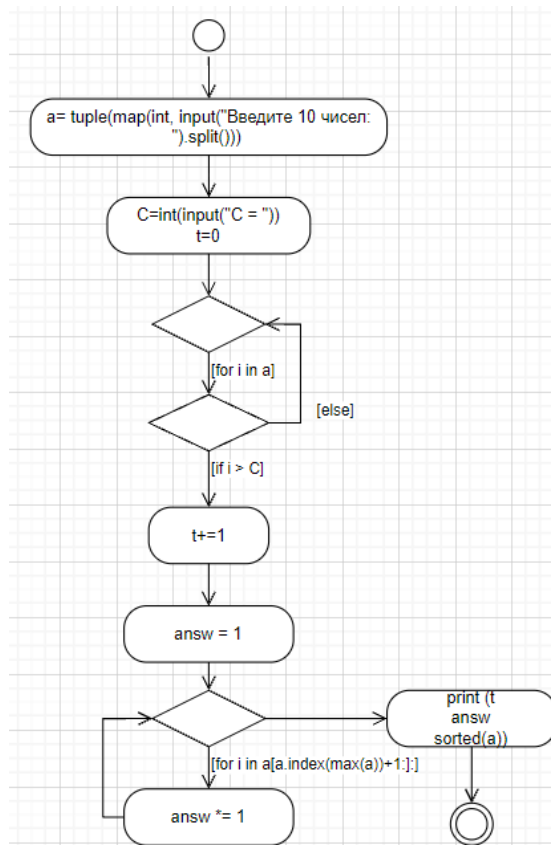 a= tuple(map(int, input("Введите 10 чисел:
").split()))
C=int(input("C = "))
t=0
[for i in a]
[else]
[if i > C]
t+=1
answ = 1
print (t
answ
sorted(a))
[for i in a[a.index(max(a))+1:]:]
answ *= 1